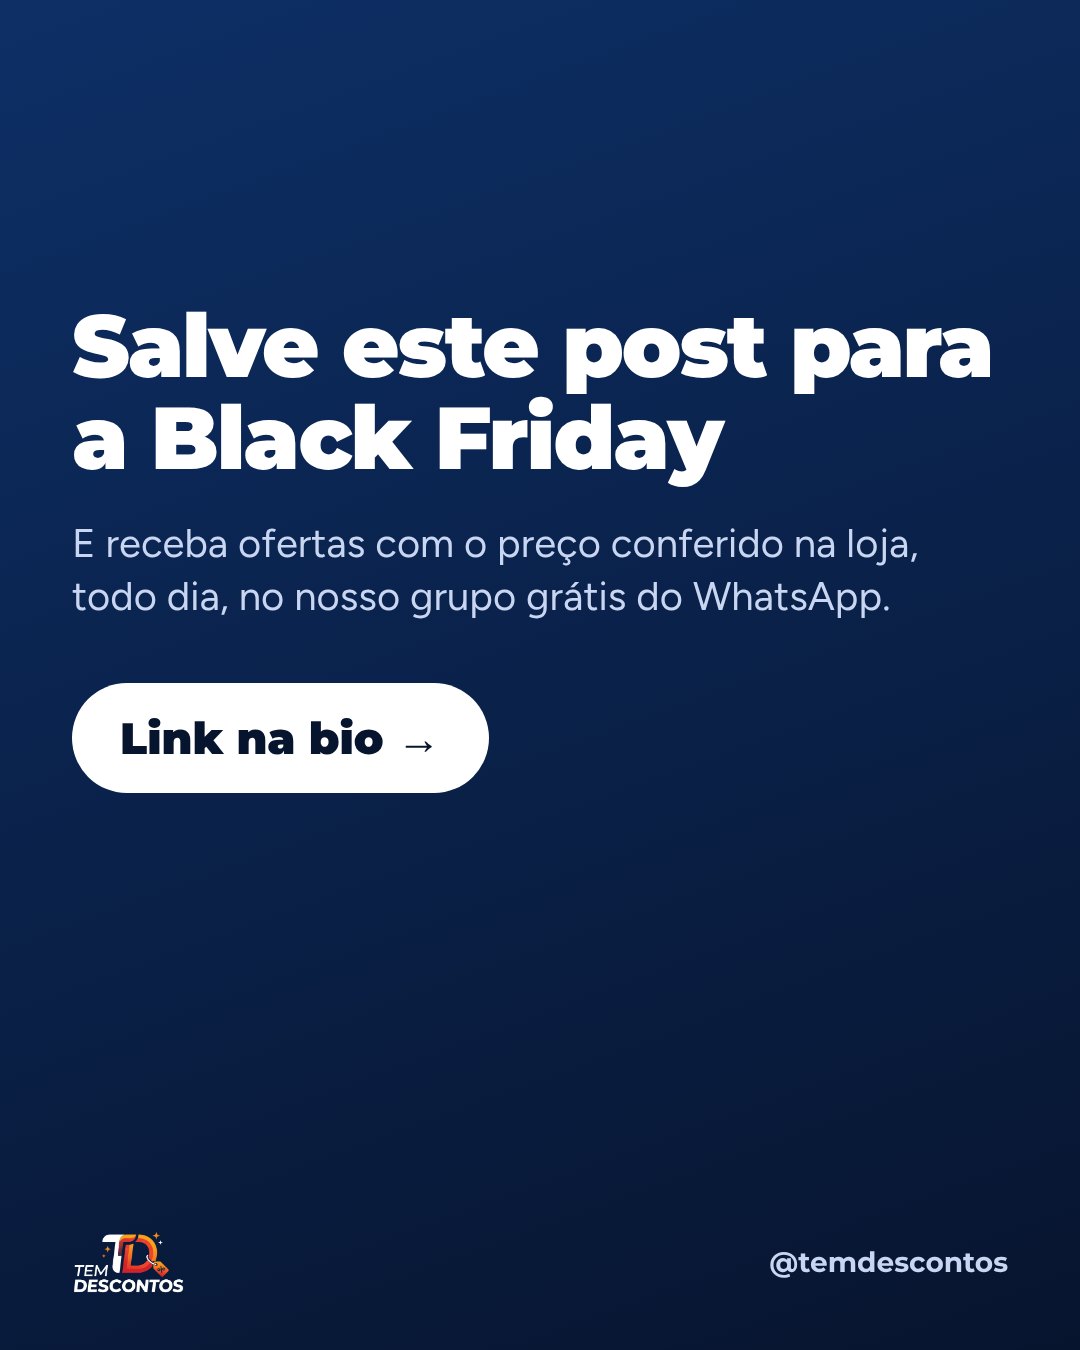 Salve este post para
a Black Friday
E receba ofertas com o preço conferido na loja,
todo dia, no nosso grupo grátis do WhatsApp.
Link na bio →
TD
TEM
DESCONTOS
@temdescontos